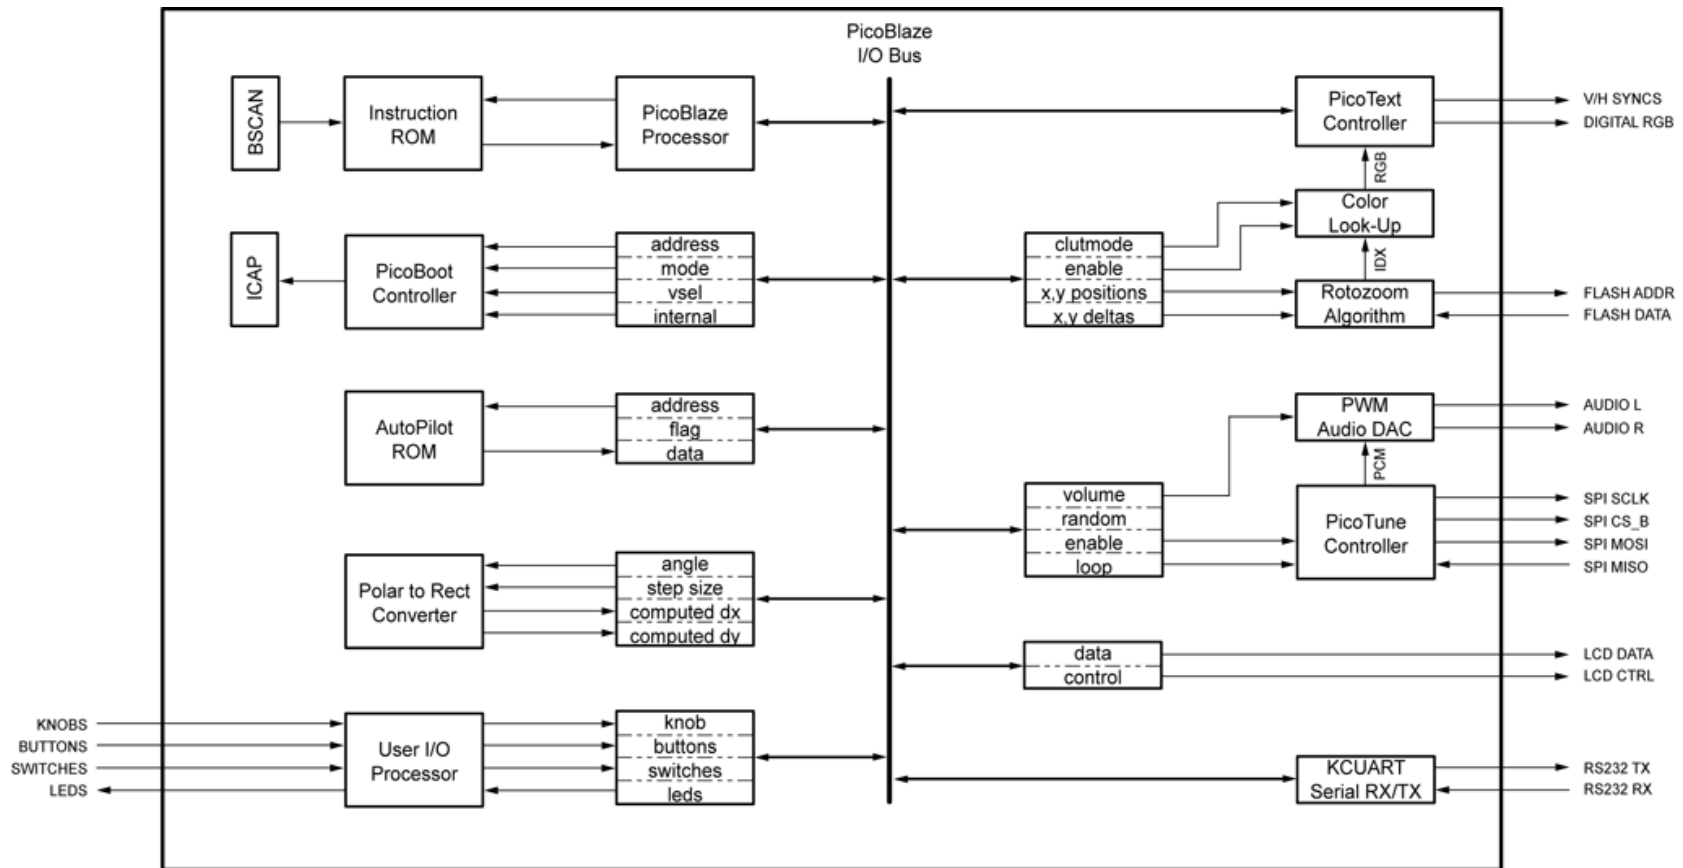 PicoBlaze
I/O Bus
BSCAN
Instruction
ROM
PicoBlaze
Processor
PicoText
Controller
V/H SYNCS
DIGITAL RGB
RGB
Color
Look-Up
IDX
ICAP
PicoBoot
Controller
address
mode
vsel
internal
clutmode
enable
x,y positions
x,y deltas
Rotozoom
Algorithm
FLASH ADDR
FLASH DATA
AutoPilot
ROM
address
flag
data
PWM
Audio DAC
AUDIO L
AUDIO R
PCM
volume
random
enable
loop
PicoTune
Controller
SPI SCLK
SPI CS_B
SPI MOSI
SPI MISO
Polar to Rect
Converter
angle
step size
computed dx
computed dy
data
control
LCD DATA
LCD CTRL
KNOBS
BUTTONS
SWITCHES
LEDS
User I/O
Processor
knob
buttons
switches
leds
KCUART
Serial RX/TX
RS232 TX
RS232 RX